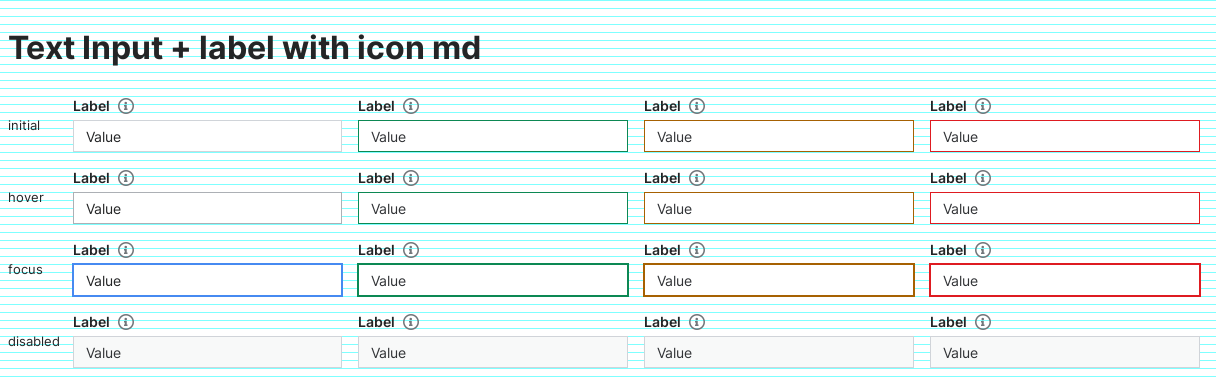 Text Input + label with icon md
Label Label Label Label
initial Value Value Value Value
Label Label Label Label
hover Value Value Value Value
Label Label Label Label
focus Value Value Value Value
Label Label Label Label
disabled Value Value Value Value